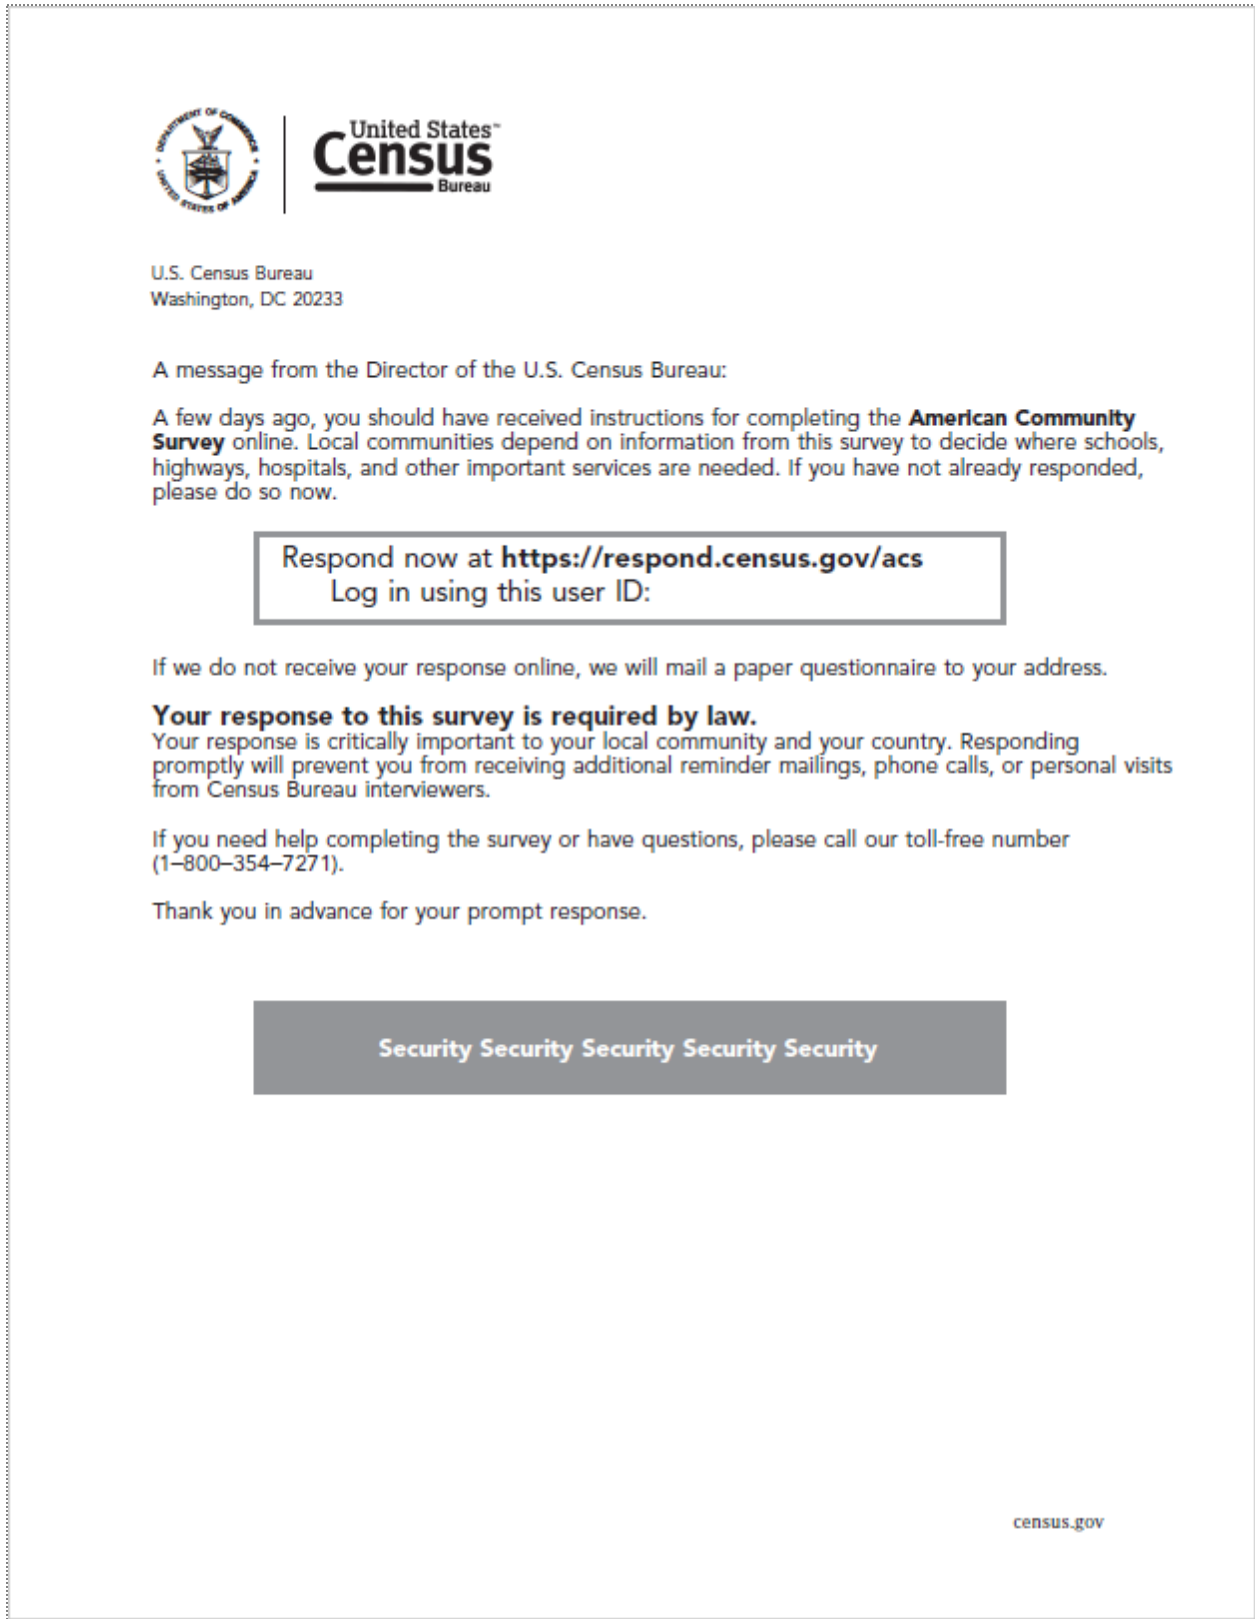 DEPARTMENT OF COMMERCE
UNITED STATES OF AMERICA
United States™
Census
Bureau
U.S. Census Bureau
Washington, DC 20233
A message from the Director of the U.S. Census Bureau:
A few days ago, you should have received instructions for completing the American Community
Survey online. Local communities depend on information from this survey to decide where schools,
highways, hospitals, and other important services are needed. If you have not already responded,
please do so now.
Respond now at https://respond.census.gov/acs
Log in using this user ID:
If we do not receive your response online, we will mail a paper questionnaire to your address.
Your response to this survey is required by law.
Your response is critically important to your local community and your country. Responding
promptly will prevent you from receiving additional reminder mailings, phone calls, or personal visits
from Census Bureau interviewers.
If you need help completing the survey or have questions, please call our toll-free number
(1–800–354–7271).
Thank you in advance for your prompt response.
Security Security Security Security Security
census.gov